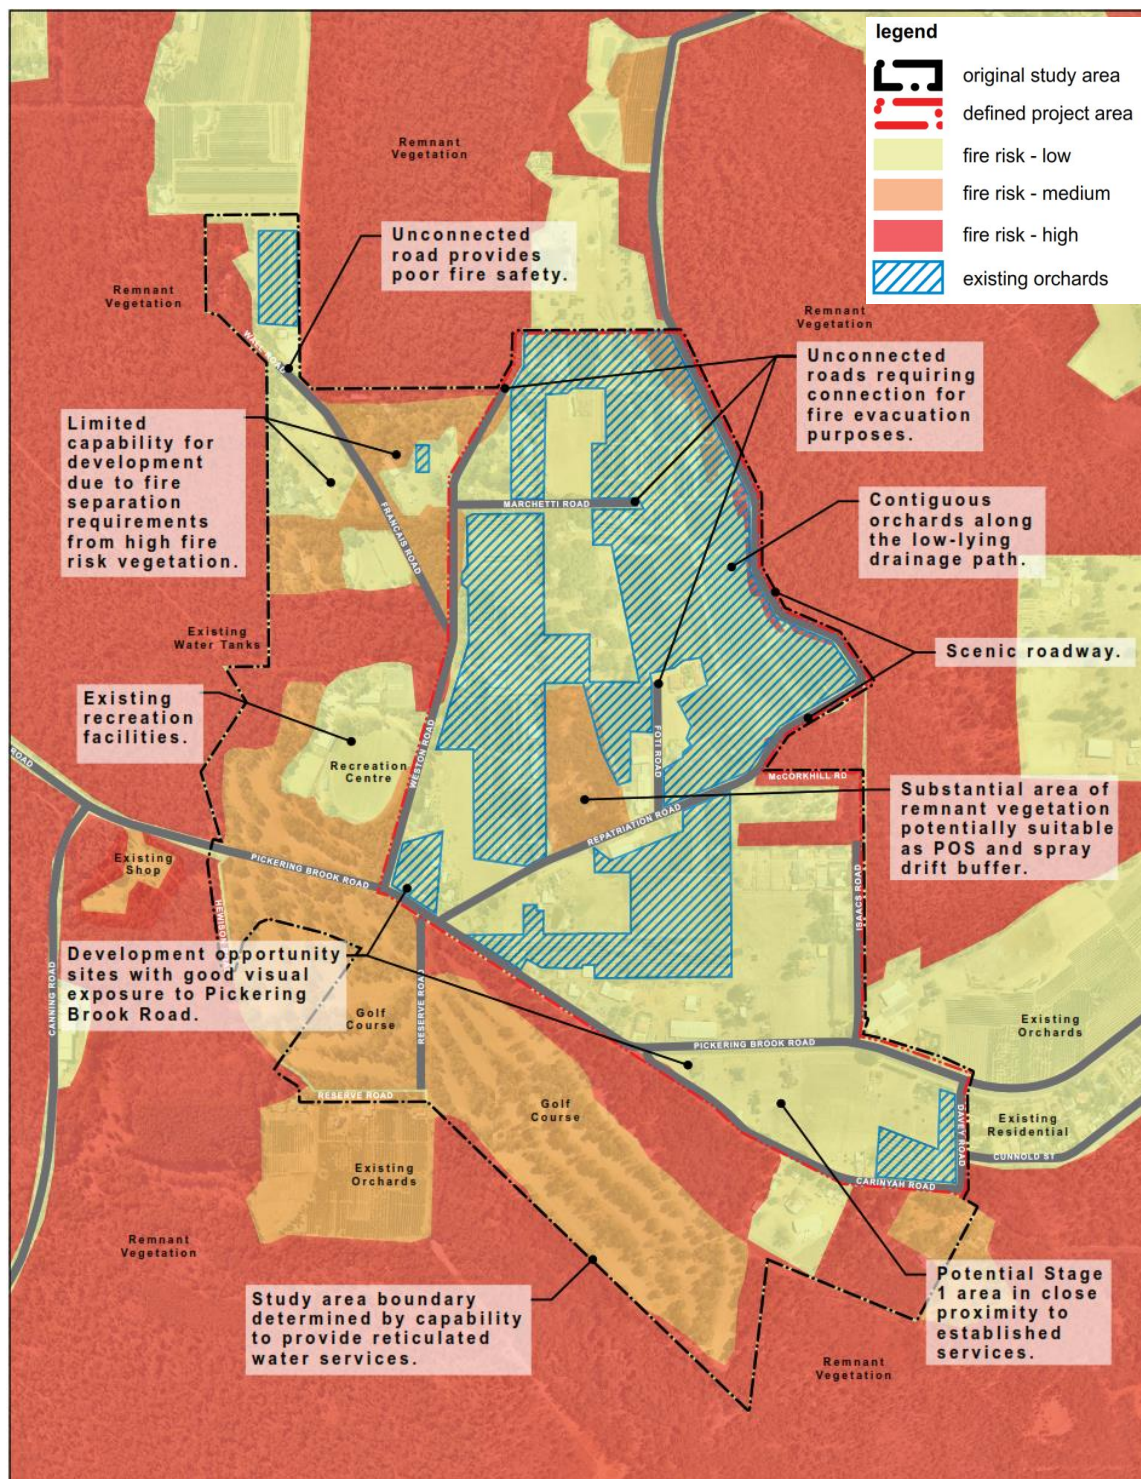 legend
original study area
defined project area
fire risk - low
fire risk - medium
fire risk - high
existing orchards
Remnant
Vegetation
Unconnected
road provides
poor fire safety.
Remnant
Vegetation
Remnant
Vegetation
Unconnected
roads requiring
connection for
fire evacuation
purposes.
Limited
capability for
development
due to fire
separation
requirements
from high fire
risk vegetation.
MARCHETTI ROAD
FRANCAIS ROAD
Contiguous
orchards along
the low-lying
drainage path.
Existing
Water Tanks
Scenic roadway.
Existing
recreation
facilities.
Recreation
Centre
WESTON ROAD
FOTI ROAD
ROAD
McCORKHILL RD
Substantial area of
remnant vegetation
potentially suitable
as POS and spray
drift buffer.
REPATRIATION ROAD
Existing
Shop
PICKERING BROOK ROAD
ISAACS ROAD
Development opportunity
sites with good visual
exposure to Pickering
Brook Road.
CANNING ROAD
Golf
Course
RESERVE ROAD
PICKERING BROOK ROAD
Existing
Orchards
RESERVE ROAD
Golf
Course
DAVEY ROAD
Existing
Residential
CUNNOLD ST
Existing
Orchards
CARINYAH ROAD
Remnant
Vegetation
Study area boundary
determined by capability
to provide reticulated
water services.
Potential Stage
1 area in close
proximity to
established
services.
Remnant
Vegetation